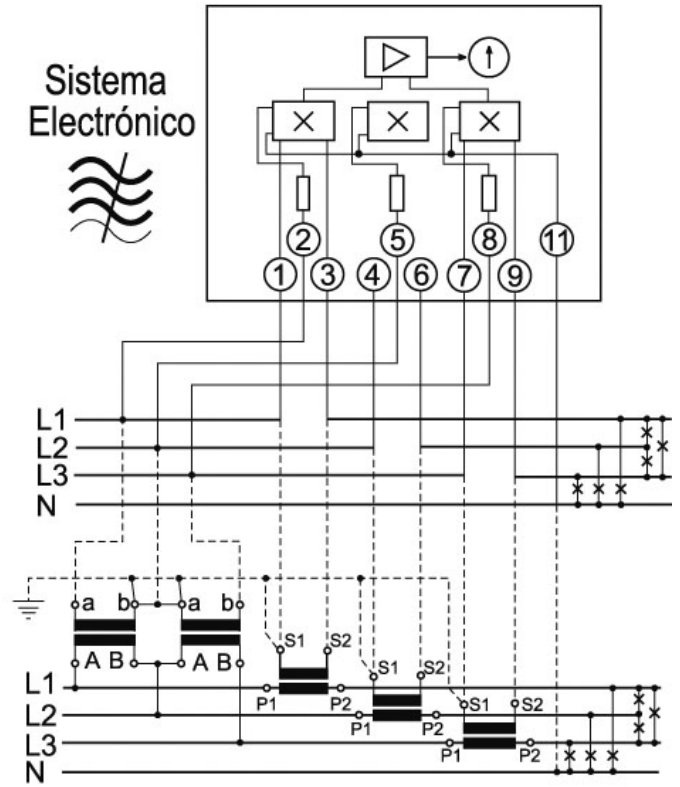 Sistema
Electrónico
2 5 8 11
1 3 4 6 7 9
L1
L2
L3
N
a b a b
A B A B
S1 S2
S1 S2
S1 S2
L1
P1 P2
L2
P1 P2
L3
P1 P2
N